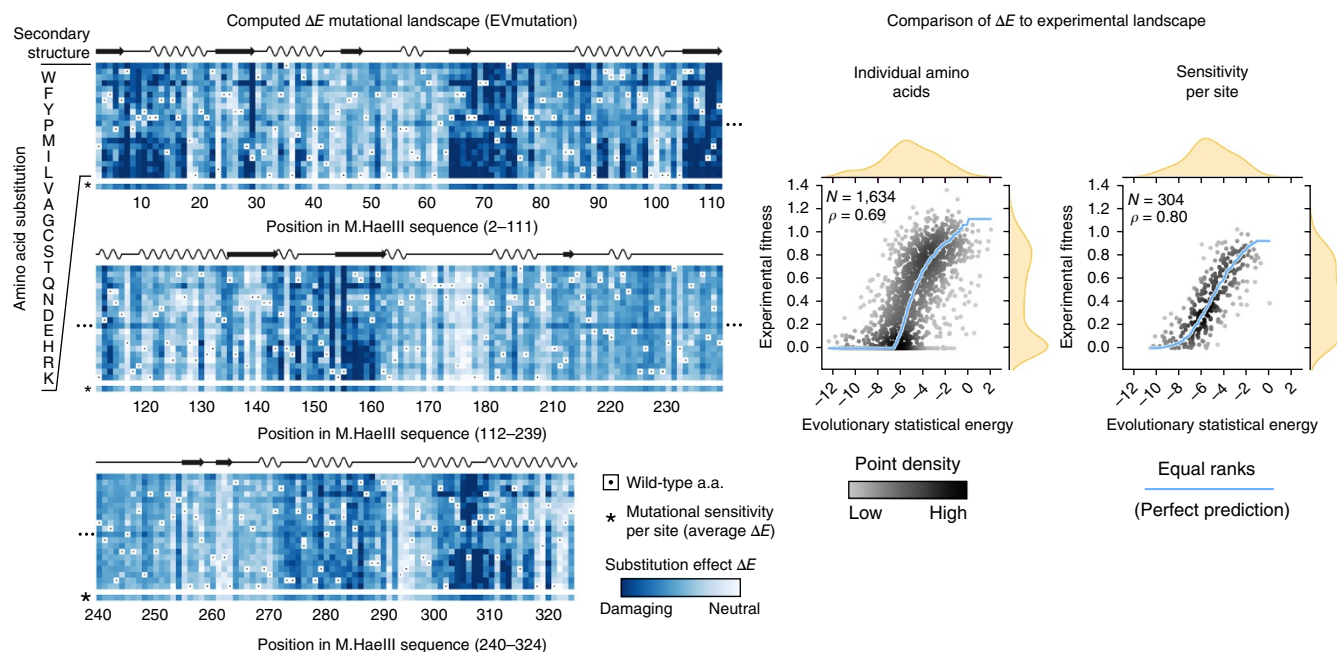 Computed ΔE mutational landscape (EVmutation)
Comparison of ΔE to experimental landscape
Secondary
structure
Amino acid substitution
W
F
Y
P
M
I
L
V
A
G
C
S
T
Q
N
D
E
H
R
K
*
...
10 20 30 40 50 60 70 80 90 100 110
Position in M.HaeIII sequence (2–111)
...
...
*
120 130 140 150 160 170 180 190 200 210 220 230
Position in M.HaeIII sequence (112–239)
...
*
240 250 260 270 280 290 300 310 320
Position in M.HaeIII sequence (240–324)
Wild-type a.a.
* Mutational sensitivity
per site (average ΔE)
Substitution effect ΔE
Damaging Neutral
Individual amino
acids
N = 1,634
ρ = 0.69
Experimental fitness
1.4
1.2
1.0
0.8
0.6
0.4
0.2
0.0
–12 –10 –8 –6 –4 –2 0 2
Evolutionary statistical energy
Sensitivity
per site
N = 304
ρ = 0.80
Experimental fitness
1.4
1.2
1.0
0.8
0.6
0.4
0.2
0.0
–12 –10 –8 –6 –4 –2 0 2
Evolutionary statistical energy
Point density
Low High
Equal ranks
(Perfect prediction)